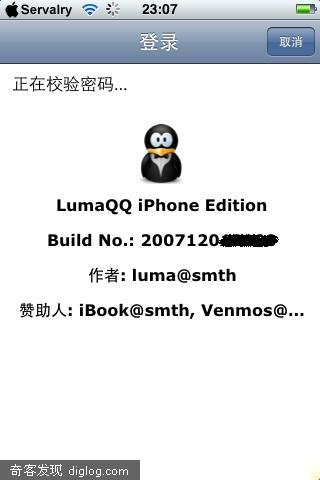 Servalry 23:07
登录 取消
正在校验密码...
LumaQQ iPhone Edition
Build No.: 2007120
作者: luma@smth
赞助人: iBook@smth, Venmos@...
奇客发现 diglog.com